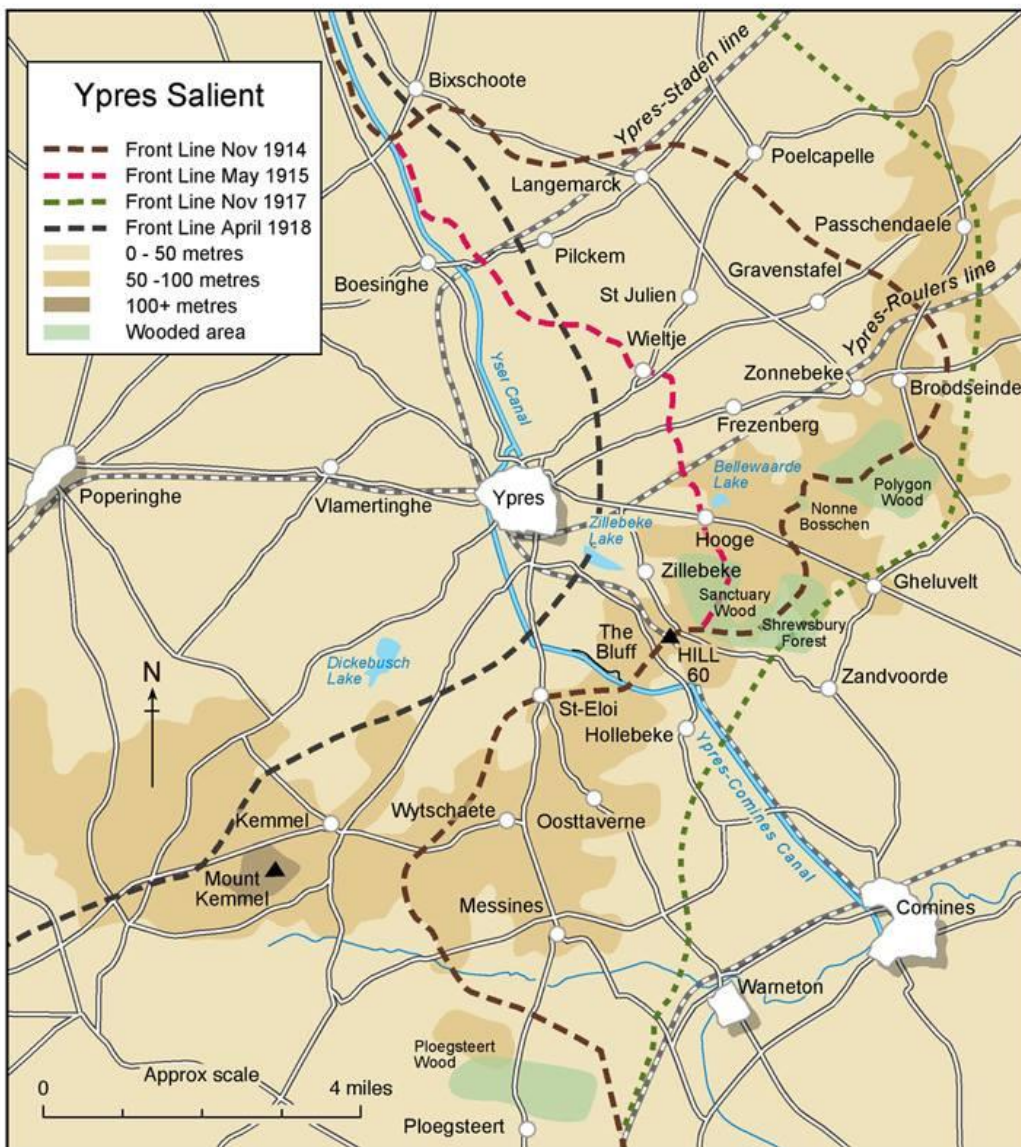 Ypres Salient
Front Line Nov 1914
Front Line May 1915
Front Line Nov 1917
Front Line April 1918
0 - 50 metres
50 -100 metres
100+ metres
Wooded area
Bixschoote
Ypres-Staden line
Poelcapelle
Langemarck
Passchendaele
Pilckem
Boesinghe
Gravenstafel
St Julien
Ypres-Roulers line
Wieltje
Yser Canal
Zonnebeke
Broodseinde
Frezenberg
Bellewaarde
Lake
Polygon
Wood
Poperinghe
Vlamertinghe
Ypres
Nonne
Bosschen
Zillebeke
Lake
Hooge
Zillebeke
Gheluvelt
Sanctuary
Wood
Shrewsbury
Forest
The
Bluff
HILL
60
Dickebusch
Lake
Zandvoorde
N
St-Eloi
Hollebeke
Ypres-Comines Canal
Kemmel
Wytschaete
Oosttaverne
Mount
Kemmel
Messines
Comines
Warneton
Ploegsteert
Wood
Approx scale
0
4 miles
Ploegsteert